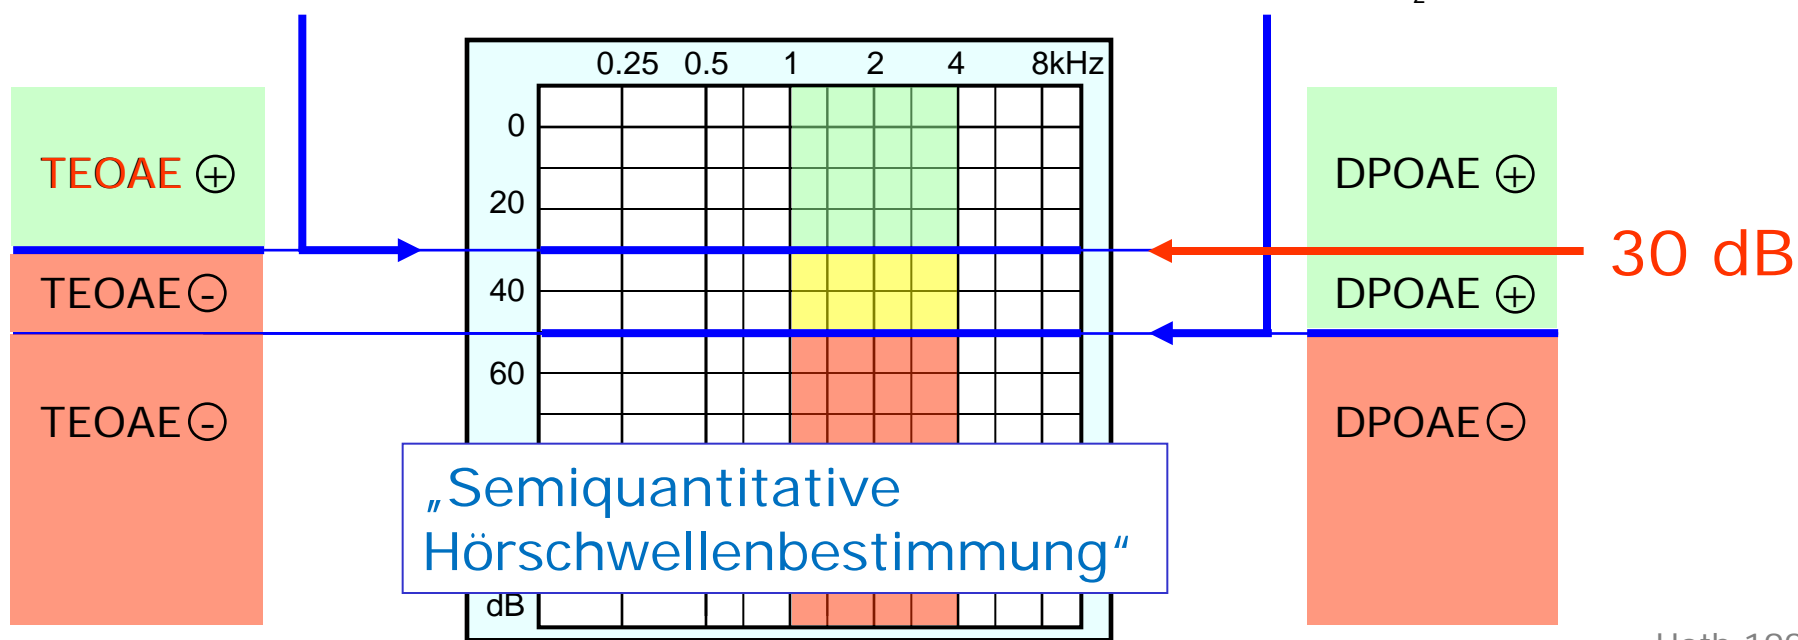 2
0.25 0.5 1 2 4 8kHz
0
TEOAE + DPOAE +
20
30 dB
TEOAE - 40 DPOAE +
60
TEOAE - DPOAE -
„Semiquantitative
Hörschwellenbestimmung“
dB